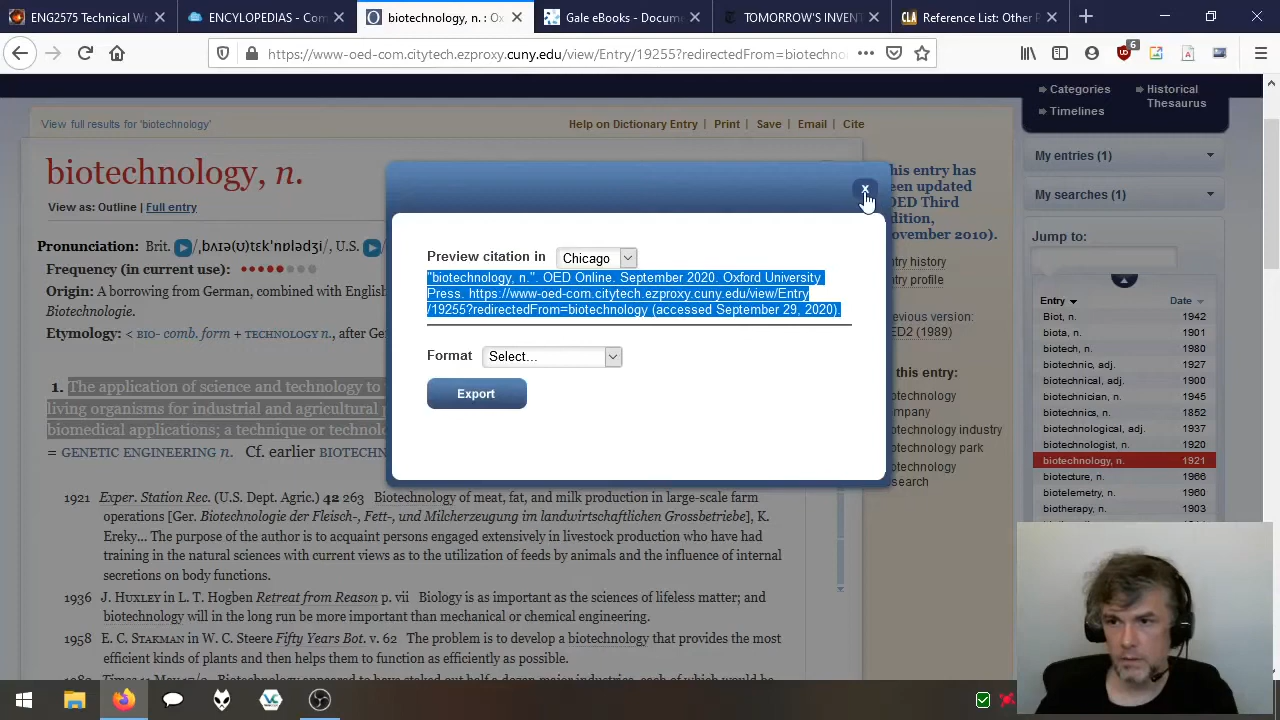 ENG2575 Technical W
ENCYLOPEDIAS - Com
biotechnology, n. : Ox
Gale eBooks - Docume
TOMORROW'S INVENT
Reference List: Other P
https://www-oed-com.citytech.ezproxy.cuny.edu/view/Entry/19255?redirectedFrom=biotechno
6
View full results for 'biotechnology'
Help on Dictionary Entry | Print | Save | Email | Cite
biotechnology, n.
View as: Outline | Full entry
Pronunciation: Brit. /ˌbʌɪə(ʊ)tɛkˈnɒlədʒi/, U.S.
Frequency (in current use):
Origin: A borrowing from German, combined with English
Biotechnologie.
Etymology: < BIO- comb. form + TECHNOLOGY n., after Ger
1. The application of science and technology to
living organisms for industrial and agricultural p
biomedical applications; a technique or technol
= GENETIC ENGINEERING n. Cf. earlier BIOTECHN
1921 Exper. Station Rec. (U.S. Dept. Agric.) 42 263 Biotechnology of meat, fat, and milk production in large-scale farm
operations [Ger. Biotechnologie der Fleisch-, Fett-, und Milcherzeugung im landwirtschaftlichen Grossbetriebe], K.
Ereky... The purpose of the author is to acquaint persons engaged extensively in livestock production who have had
training in the natural sciences with current views as to the utilization of feeds by animals and the influence of internal
secretions on body functions.
1936 J. HUXLEY in L. T. Hogben Retreat from Reason p. vii Biology is as important as the sciences of lifeless matter; and
biotechnology will in the long run be more important than mechanical or chemical engineering.
1958 E. C. STAKMAN in W. C. Steere Fifty Years Bot. v. 62 The problem is to develop a biotechnology that provides the most
efficient kinds of plants and then helps them to function as efficiently as possible.
x
Preview citation in Chicago
"biotechnology, n.". OED Online. September 2020. Oxford University
Press. https://www-oed-com.citytech.ezproxy.cuny.edu/view/Entry
/19255?redirectedFrom=biotechnology (accessed September 29, 2020).
Format Select...
Export
his entry has
een updated
OED Third
dition,
ovember 2010).
ntry history
ntry profile
evious version:
ED2 (1989)
this entry:
otechnology
mpany
otechnology industry
otechnology park
otechnology
search
Categories
Timelines
Historical
Thesaurus
My entries (1)
My searches (1)
Jump to:
Entry Date
Biot, n. 1942
biota, n. 1901
biotech, n. 1980
biotechnic, adj. 1927
biotechnical, adj. 1900
biotechnician, n. 1945
biotechnics, n. 1852
biotechnological, adj. 1937
biotechnologist, n. 1920
biotechnology, n. 1921
biotecture, n. 1966
biotelemetry, n. 1960
biotherapy, n. 1903